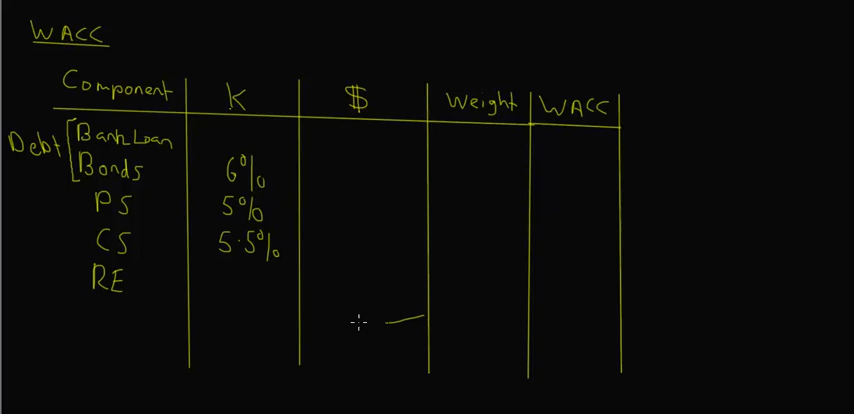 WACC
Component K $ Weight WACC
Debt Bank Loan
Bonds 6%
PS 5%
CS 5.5%
RE